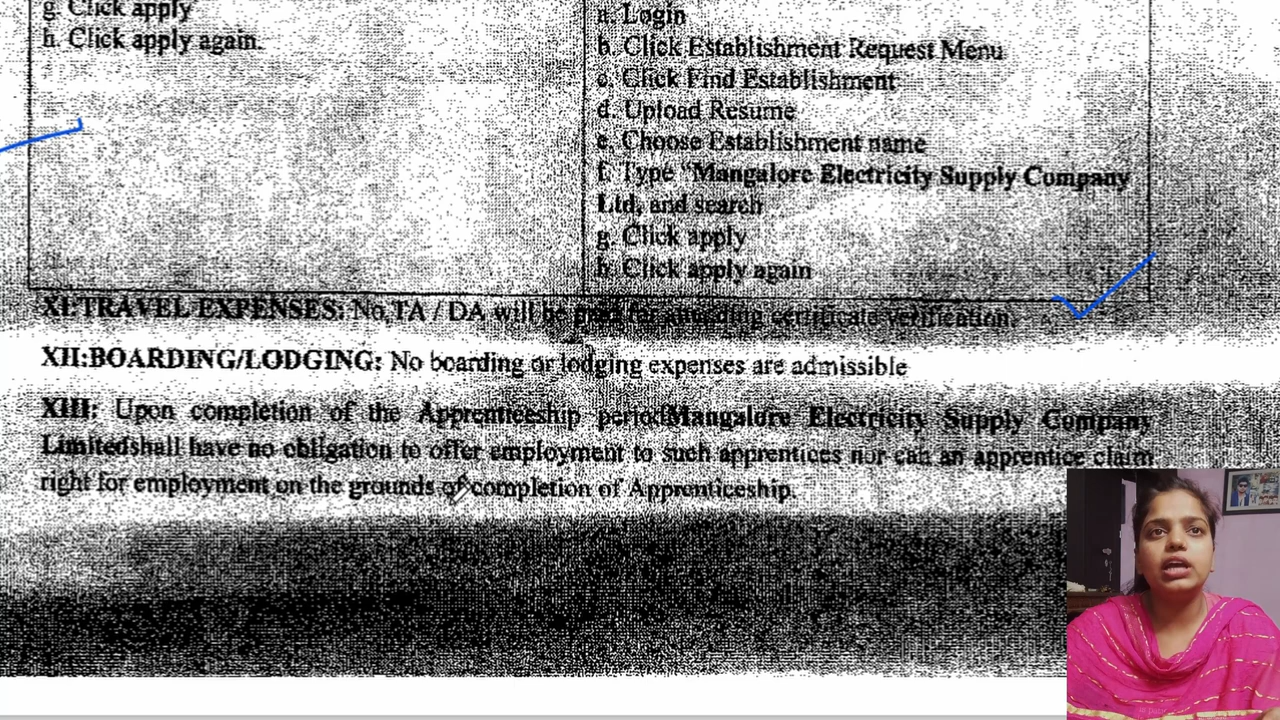 g. Click apply
h. Click apply again.
a. Login
b. Click Establishment Request Menu
c. Click Find Establishment
d. Upload Resume
e. Choose Establishment name
f. Type "Mangalore Electricity Supply Company
Ltd, and search
g. Click apply
h. Click apply again
XI:TRAVEL EXPENSES: No,TA / DA will be paid for attending certificate verification.
XII:BOARDING/LODGING: No boarding or lodging expenses are admissible
XIII: Upon completion of the Apprenticeship periodMangalore Electricity Supply Company
Limitedshall have no obligation to offer employment to such apprentices nor can an apprentice claim
right for employment on the grounds of completion of Apprenticeship.